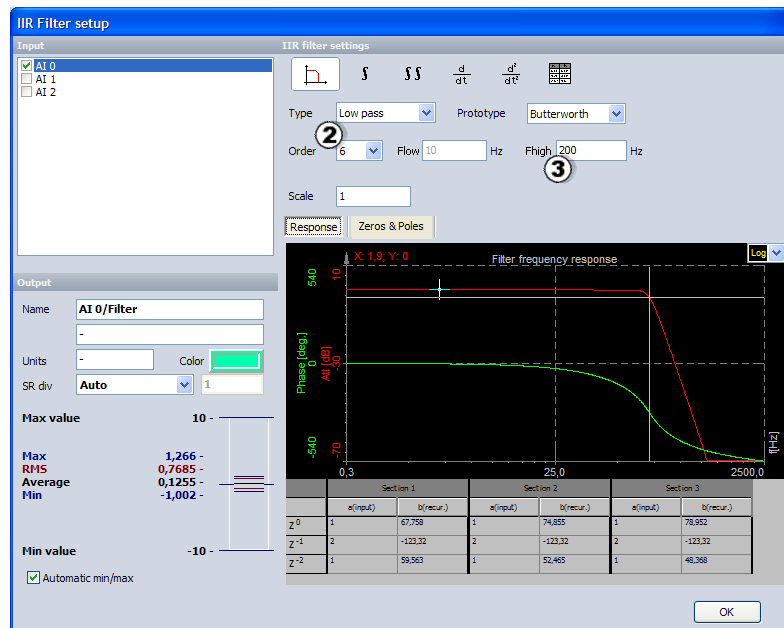 IIR Filter setup
Input
AI 0
AI 1
AI 2
IIR filter settings
∫ ∫∫ d/dt d²/dt²
Type Low pass Prototype Butterworth
2
Order 6 Flow 10 Hz Fhigh 200 Hz
3
Scale 1
Response Zeros & Poles
X: 1,9; Y: 0 Filter frequency response Log
540 10
Phase [deg.] 0 Att [dB] -30
-540 -70
0,3 25,0 2500,0 f[Hz]
Section 1 Section 2 Section 3
a(input) b(recur.) a(input) b(recur.) a(input) b(recur.)
Z 0 1 67,758 1 74,855 1 78,952
Z -1 2 -123,32 2 -123,32 2 -123,32
Z -2 1 59,563 1 52,465 1 48,368
Output
Name AI 0/Filter
-
Units - Color
SR div Auto 1
Max value 10 -
Max 1,266 -
RMS 0,7685 -
Average 0,1255 -
Min -1,002 -
Min value -10 -
Automatic min/max
OK